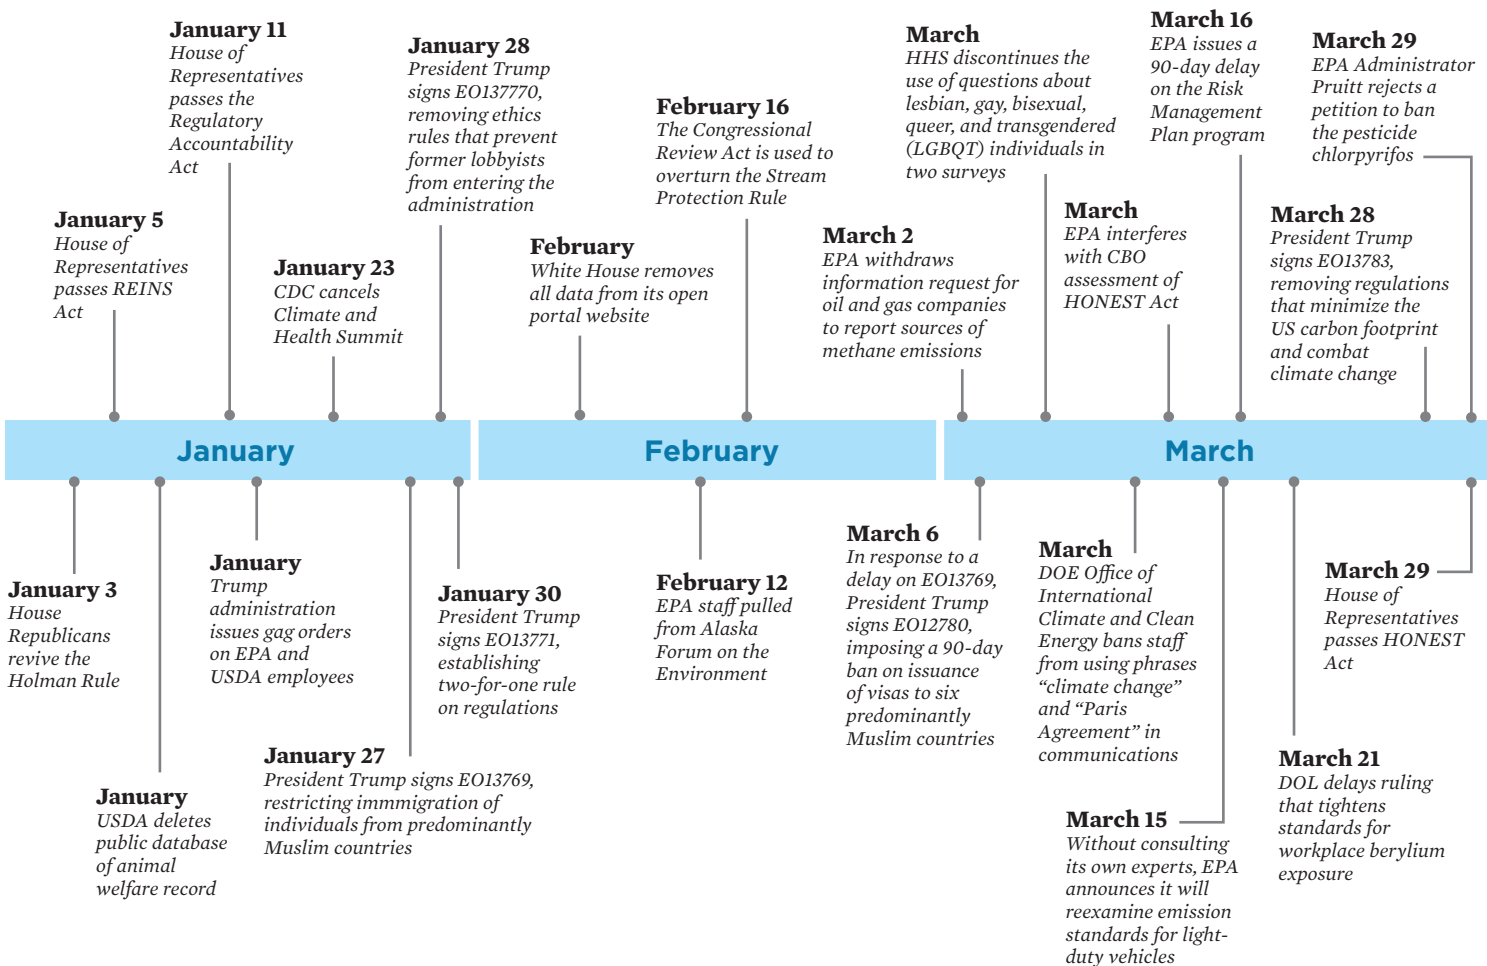 January 11
House of
Representatives
passes the
Regulatory
Accountability
Act
January 28
President Trump
signs EO137770,
removing ethics
rules that prevent
former lobbyists
from entering the
administration
March
HHS discontinues the
use of questions about
lesbian, gay, bisexual,
queer, and transgendered
(LGBQT) individuals in
two surveys
March 16
EPA issues a
90-day delay
on the Risk
Management
Plan program
March 29
EPA Administrator
Pruitt rejects a
petition to ban
the pesticide
chlorpyrifos
January 5
House of
Representatives
passes REINS
Act
January 23
CDC cancels
Climate and
Health Summit
February
White House removes
all data from its open
portal website
February 16
The Congressional
Review Act is used to
overturn the Stream
Protection Rule
March 2
EPA withdraws
information request for
oil and gas companies
to report sources of
methane emissions
March
EPA interferes
with CBO
assessment of
HONEST Act
March 28
President Trump
signs EO13783,
removing regulations
that minimize the
US carbon footprint
and combat
climate change
January
February
March
January 3
House
Republicans
revive the
Holman Rule
January
USDA deletes
public database
of animal
welfare record
January
Trump
administration
issues gag orders
on EPA and
USDA employees
January 27
President Trump signs EO13769,
restricting immmigration of
individuals from predominantly
Muslim countries
January 30
President Trump
signs EO13771,
establishing
two-for-one rule
on regulations
February 12
EPA staff pulled
from Alaska
Forum on the
Environment
March 6
In response to a
delay on EO13769,
President Trump
signs EO12780,
imposing a 90-day
ban on issuance
of visas to six
predominantly
Muslim countries
March
DOE Office of
International
Climate and Clean
Energy bans staff
from using phrases
“climate change”
and “Paris
Agreement” in
communications
March 15
Without consulting
its own experts, EPA
announces it will
reexamine emission
standards for light-
duty vehicles
March 21
DOL delays ruling
that tightens
standards for
workplace berylium
exposure
March 29
House of
Representatives
passes HONEST
Act